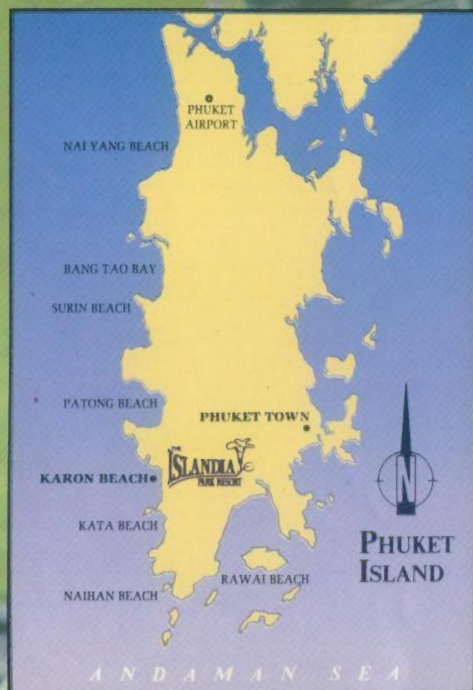 PHUKET
AIRPORT
NAI YANG BEACH
BANG TAO BAY
SURIN BEACH
PATONG BEACH
PHUKET TOWN
THE
ISLANDIA
PARK RESORT
KARON BEACH
KATA BEACH
N
PHUKET
ISLAND
RAWAI BEACH
NAIHAN BEACH
ANDAMAN SEA